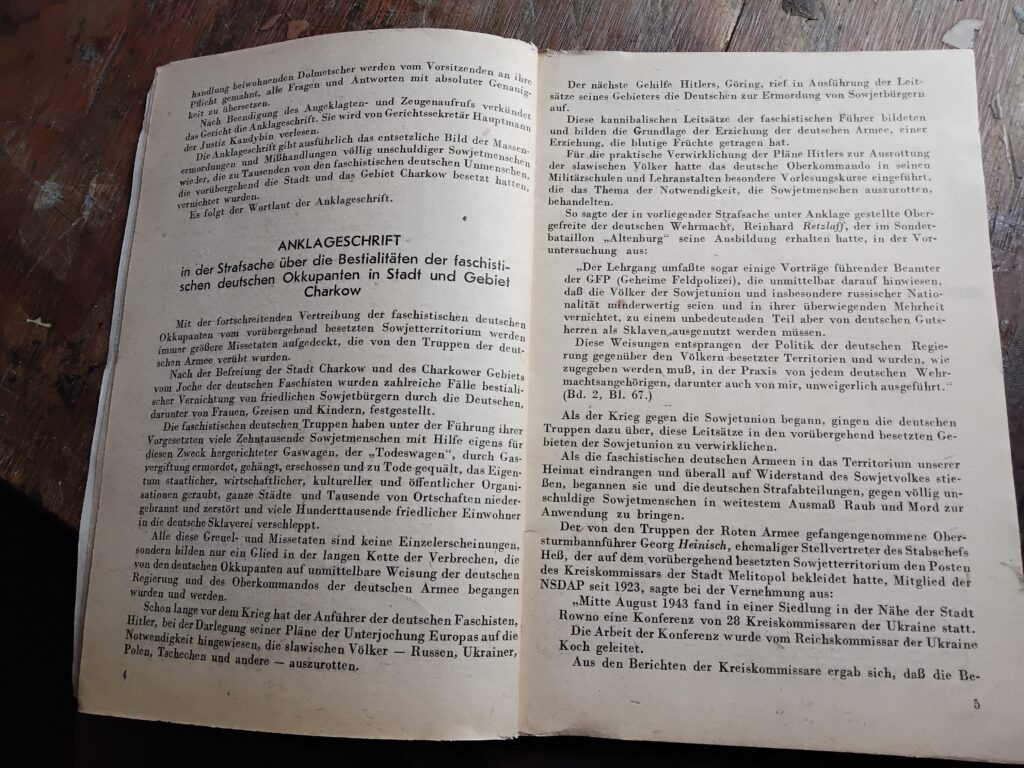 handlung beiwohnenden Dolmetscher werden vom Vorsitzenden an ihre
Pflicht gemahnt, alle Fragen und Antworten mit absoluter Genauig-
keit zu übersetzen.
Nach Beendigung des Angeklagten- und Zeugenaufrufs verkündet
das Gericht die Anklageschrift. Sie wird von Gerichtssekretär Hauptmann
der Justiz Kandybin verlesen.
Die Anklageschrift gibt ausführlich das entsetzliche Bild der Massen-
ermordungen und Mißhandlungen völlig unschuldiger Sowjetmenschen
wieder, die zu Tausenden von den faschistischen deutschen Unmenschen,
die vorübergehend die Stadt und das Gebiet Charkow besetzt hatten,
vernichtet wurden.
Es folgt der Wortlaut der Anklageschrift.
ANKLAGESCHRIFT
in der Strafsache über die Bestialitäten der faschisti-
schen deutschen Okkupanten in Stadt und Gebiet
Charkow
Mit der fortschreitenden Vertreibung der faschistischen deutschen
Okkupanten vom vorübergehend besetzten Sowjetterritorium werden
immer größere Missetaten aufgedeckt, die von den Truppen der deut-
schen Armee verübt wurden.
Nach der Befreiung der Stadt Charkow und des Charkower Gebiets
vom Joche der deutschen Faschisten wurden zahlreiche Fälle bestiali-
scher Vernichtung von friedlichen Sowjetbürgern durch die Deutschen,
darunter von Frauen, Greisen und Kindern, festgestellt.
Die faschistischen deutschen Truppen haben unter der Führung ihrer
Vorgesetzten viele Zehntausende Sowjetmenschen mit Hilfe eigens für
diesen Zweck hergerichteter Gaswagen, der „Todeswagen“, durch Gas-
vergiftung ermordet, gehängt, erschossen und zu Tode gequält, das Eigen-
tum staatlicher, wirtschaftlicher, kultureller und öffentlicher Organi-
sationen geraubt, ganze Städte und Tausende von Ortschaften nieder-
gebrannt und zerstört und viele Hunderttausende friedlicher Einwohner
in die deutsche Sklaverei verschleppt.
Alle diese Greuel- und Missetaten sind keine Einzelerscheinungen,
sondern bilden nur ein Glied in der langen Kette der Verbrechen, die
von den deutschen Okkupanten auf unmittelbare Weisung der deutschen
Regierung und des Oberkommandos der deutschen Armee begangen
wurden und werden.
Schon lange vor dem Krieg hat der Anführer der deutschen Faschisten,
Hitler, bei der Darlegung seiner Pläne der Unterjochung Europas auf die
Notwendigkeit hingewiesen, die slawischen Völker — Russen, Ukrainer,
Polen, Tschechen und andere — auszurotten.
4
Der nächste Gehilfe Hitlers, Göring, rief in Ausführung der Leit-
sätze seines Gebieters die Deutschen zur Ermordung von Sowjetbürgern
auf.
Diese kannibalischen Leitsätze der faschistischen Führer bildeten
und bilden die Grundlage der Erziehung der deutschen Armee, einer
Erziehung, die blutige Früchte getragen hat.
Für die praktische Verwirklichung der Pläne Hitlers zur Ausrottung
der slawischen Völker hatte das deutsche Oberkommando in seinen
Militärschulen und Lehranstalten besondere Vorlesungskurse eingeführt,
die das Thema der Notwendigkeit, die Sowjetmenschen auszurotten,
behandelten.
So sagte der in vorliegender Strafsache unter Anklage gestellte Ober-
gefreite der deutschen Wehrmacht, Reinhard Retzlaff, der im Sonder-
bataillon „Altenburg“ seine Ausbildung erhalten hatte, in der Vor-
untersuchung aus:
„Der Lehrgang umfaßte sogar einige Vorträge führender Beamter
der GFP (Geheime Feldpolizei), die unmittelbar darauf hinwiesen,
daß die Völker der Sowjetunion und insbesondere russischer Natio-
nalität minderwertig seien und in ihrer überwiegenden Mehrheit
vernichtet, zu einem unbedeutenden Teil aber von deutschen Guts-
herren als Sklaven ausgenutzt werden müssen.
Diese Weisungen entsprangen der Politik der deutschen Regie-
rung gegenüber den Völkern besetzter Territorien und wurden, wie
zugegeben werden muß, in der Praxis von jedem deutschen Wehr-
machtsangehörigen, darunter auch von mir, unweigerlich ausgeführt.“
(Bd. 2, Bl. 67.)
Als der Krieg gegen die Sowjetunion begann, gingen die deutschen
Truppen dazu über, diese Leitsätze in den vorübergehend besetzten Ge-
bieten der Sowjetunion zu verwirklichen.
Als die faschistischen deutschen Armeen in das Territorium unserer
Heimat eindrangen und überall auf Widerstand des Sowjetvolkes stie-
ßen, begannen sie und die deutschen Strafabteilungen, gegen völlig un-
schuldige Sowjetmenschen in weitestem Ausmaß Raub und Mord zur
Anwendung zu bringen.
Der von den Truppen der Roten Armee gefangengenommene Ober-
sturmbannführer Georg Heinisch, ehemaliger Stellvertreter des Stabschefs
Heß, der auf dem vorübergehend besetzten Sowjetterritorium den Posten
des Kreiskommissars der Stadt Melitopol bekleidet hatte, Mitglied der
NSDAP seit 1923, sagte bei der Vernehmung aus:
„Mitte August 1943 fand in einer Siedlung in der Nähe der Stadt
Rowno eine Konferenz von 28 Kreiskommissaren der Ukraine statt.
Die Arbeit der Konferenz wurde vom Reichskommissar der Ukraine
Koch geleitet.
Aus den Berichten der Kreiskommissare ergab sich, daß die Be-
5